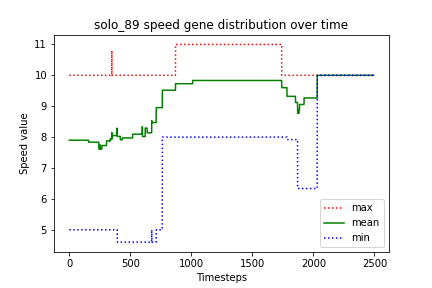 solo_89 speed gene distribution over time
Speed value
11
10
9
8
7
6
5
0
500
1000
1500
2000
2500
Timesteps
max
mean
min